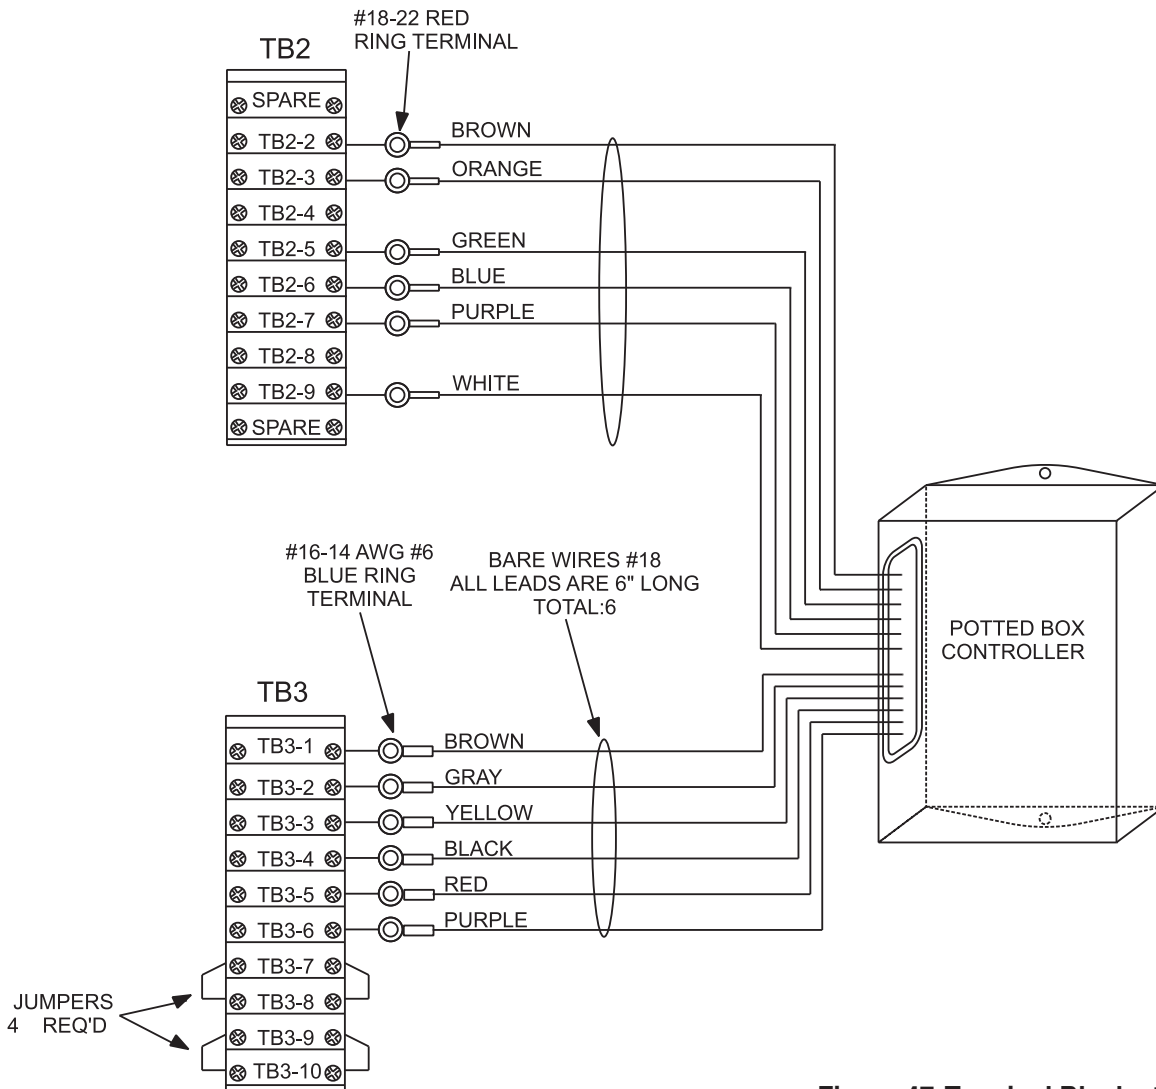 #18-22 RED
RING TERMINAL
TB2
SPARE
TB2-2
BROWN
TB2-3
ORANGE
TB2-4
TB2-5
GREEN
TB2-6
BLUE
TB2-7
PURPLE
TB2-8
TB2-9
WHITE
SPARE
#16-14 AWG #6
BLUE RING
TERMINAL
BARE WIRES #18
ALL LEADS ARE 6" LONG
TOTAL:6
POTTED BOX
CONTROLLER
TB3
TB3-1
BROWN
TB3-2
GRAY
TB3-3
YELLOW
TB3-4
BLACK
TB3-5
RED
TB3-6
PURPLE
TB3-7
TB3-8
TB3-9
TB3-10
JUMPERS
4 REQ'D